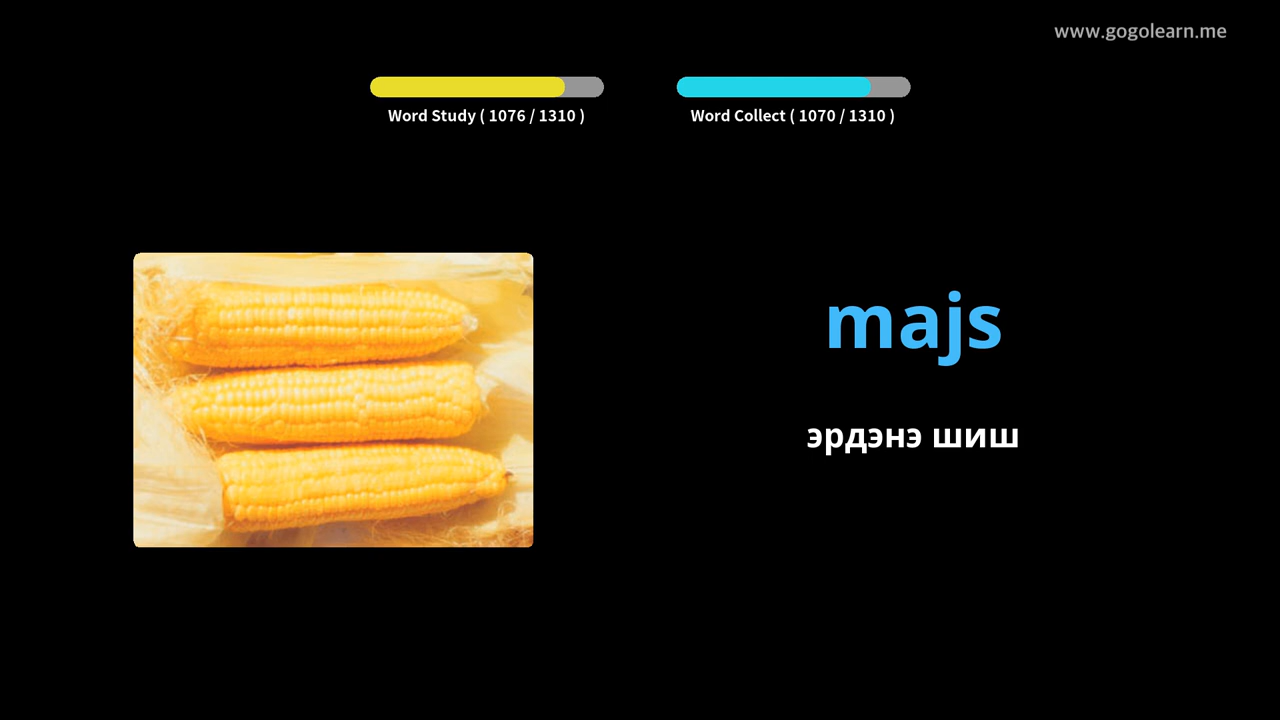 www.gogolearn.me
Word Study ( 1076 / 1310 )
Word Collect ( 1070 / 1310 )
majs
эрдэнэ шиш